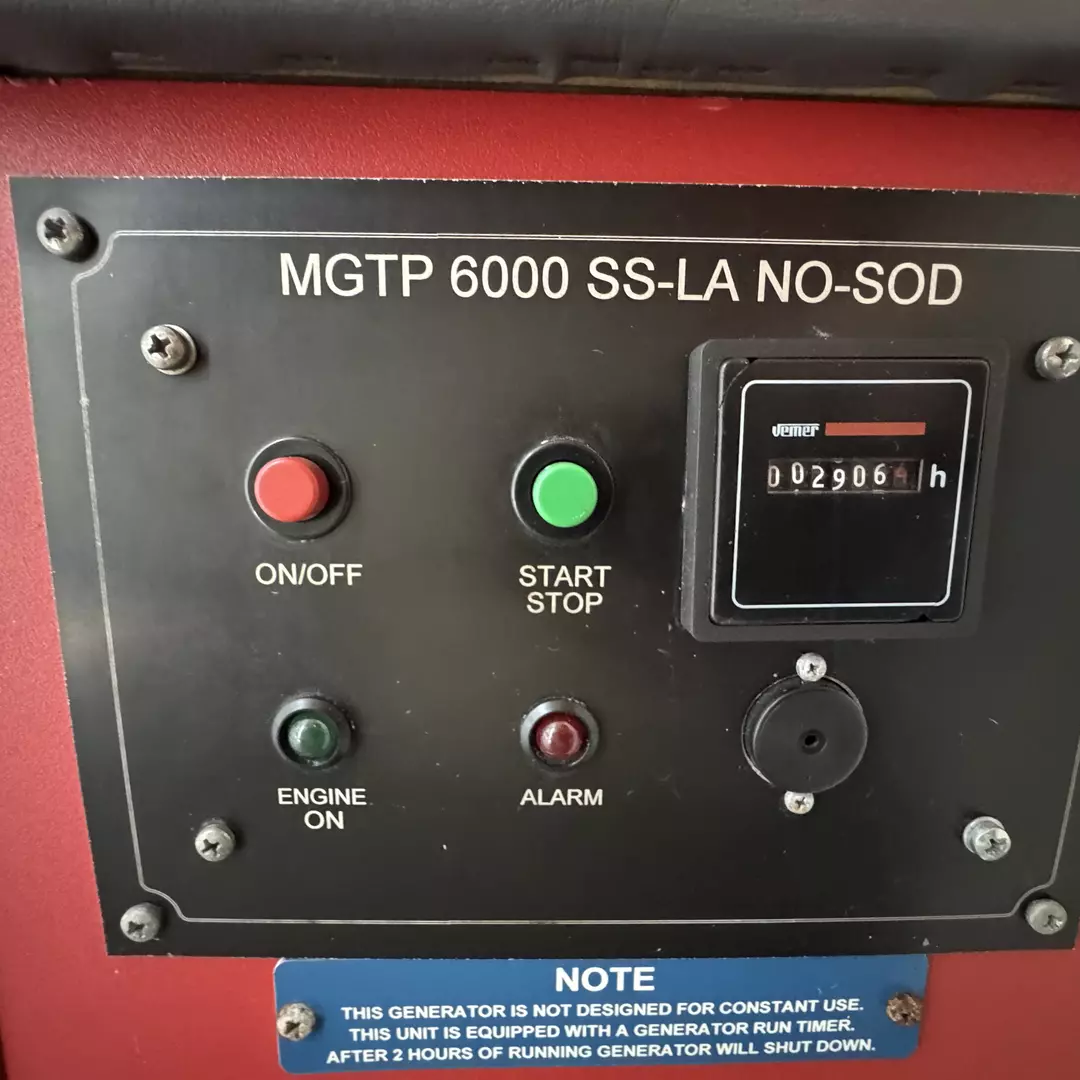 MGTP 6000 SS-LA NO-SOD
vemer
002906 h
ON/OFF
START
STOP
ENGINE
ON
ALARM
NOTE
THIS GENERATOR IS NOT DESIGNED FOR CONSTANT USE.
THIS UNIT IS EQUIPPED WITH A GENERATOR RUN TIMER.
AFTER 2 HOURS OF RUNNING GENERATOR WILL SHUT DOWN.